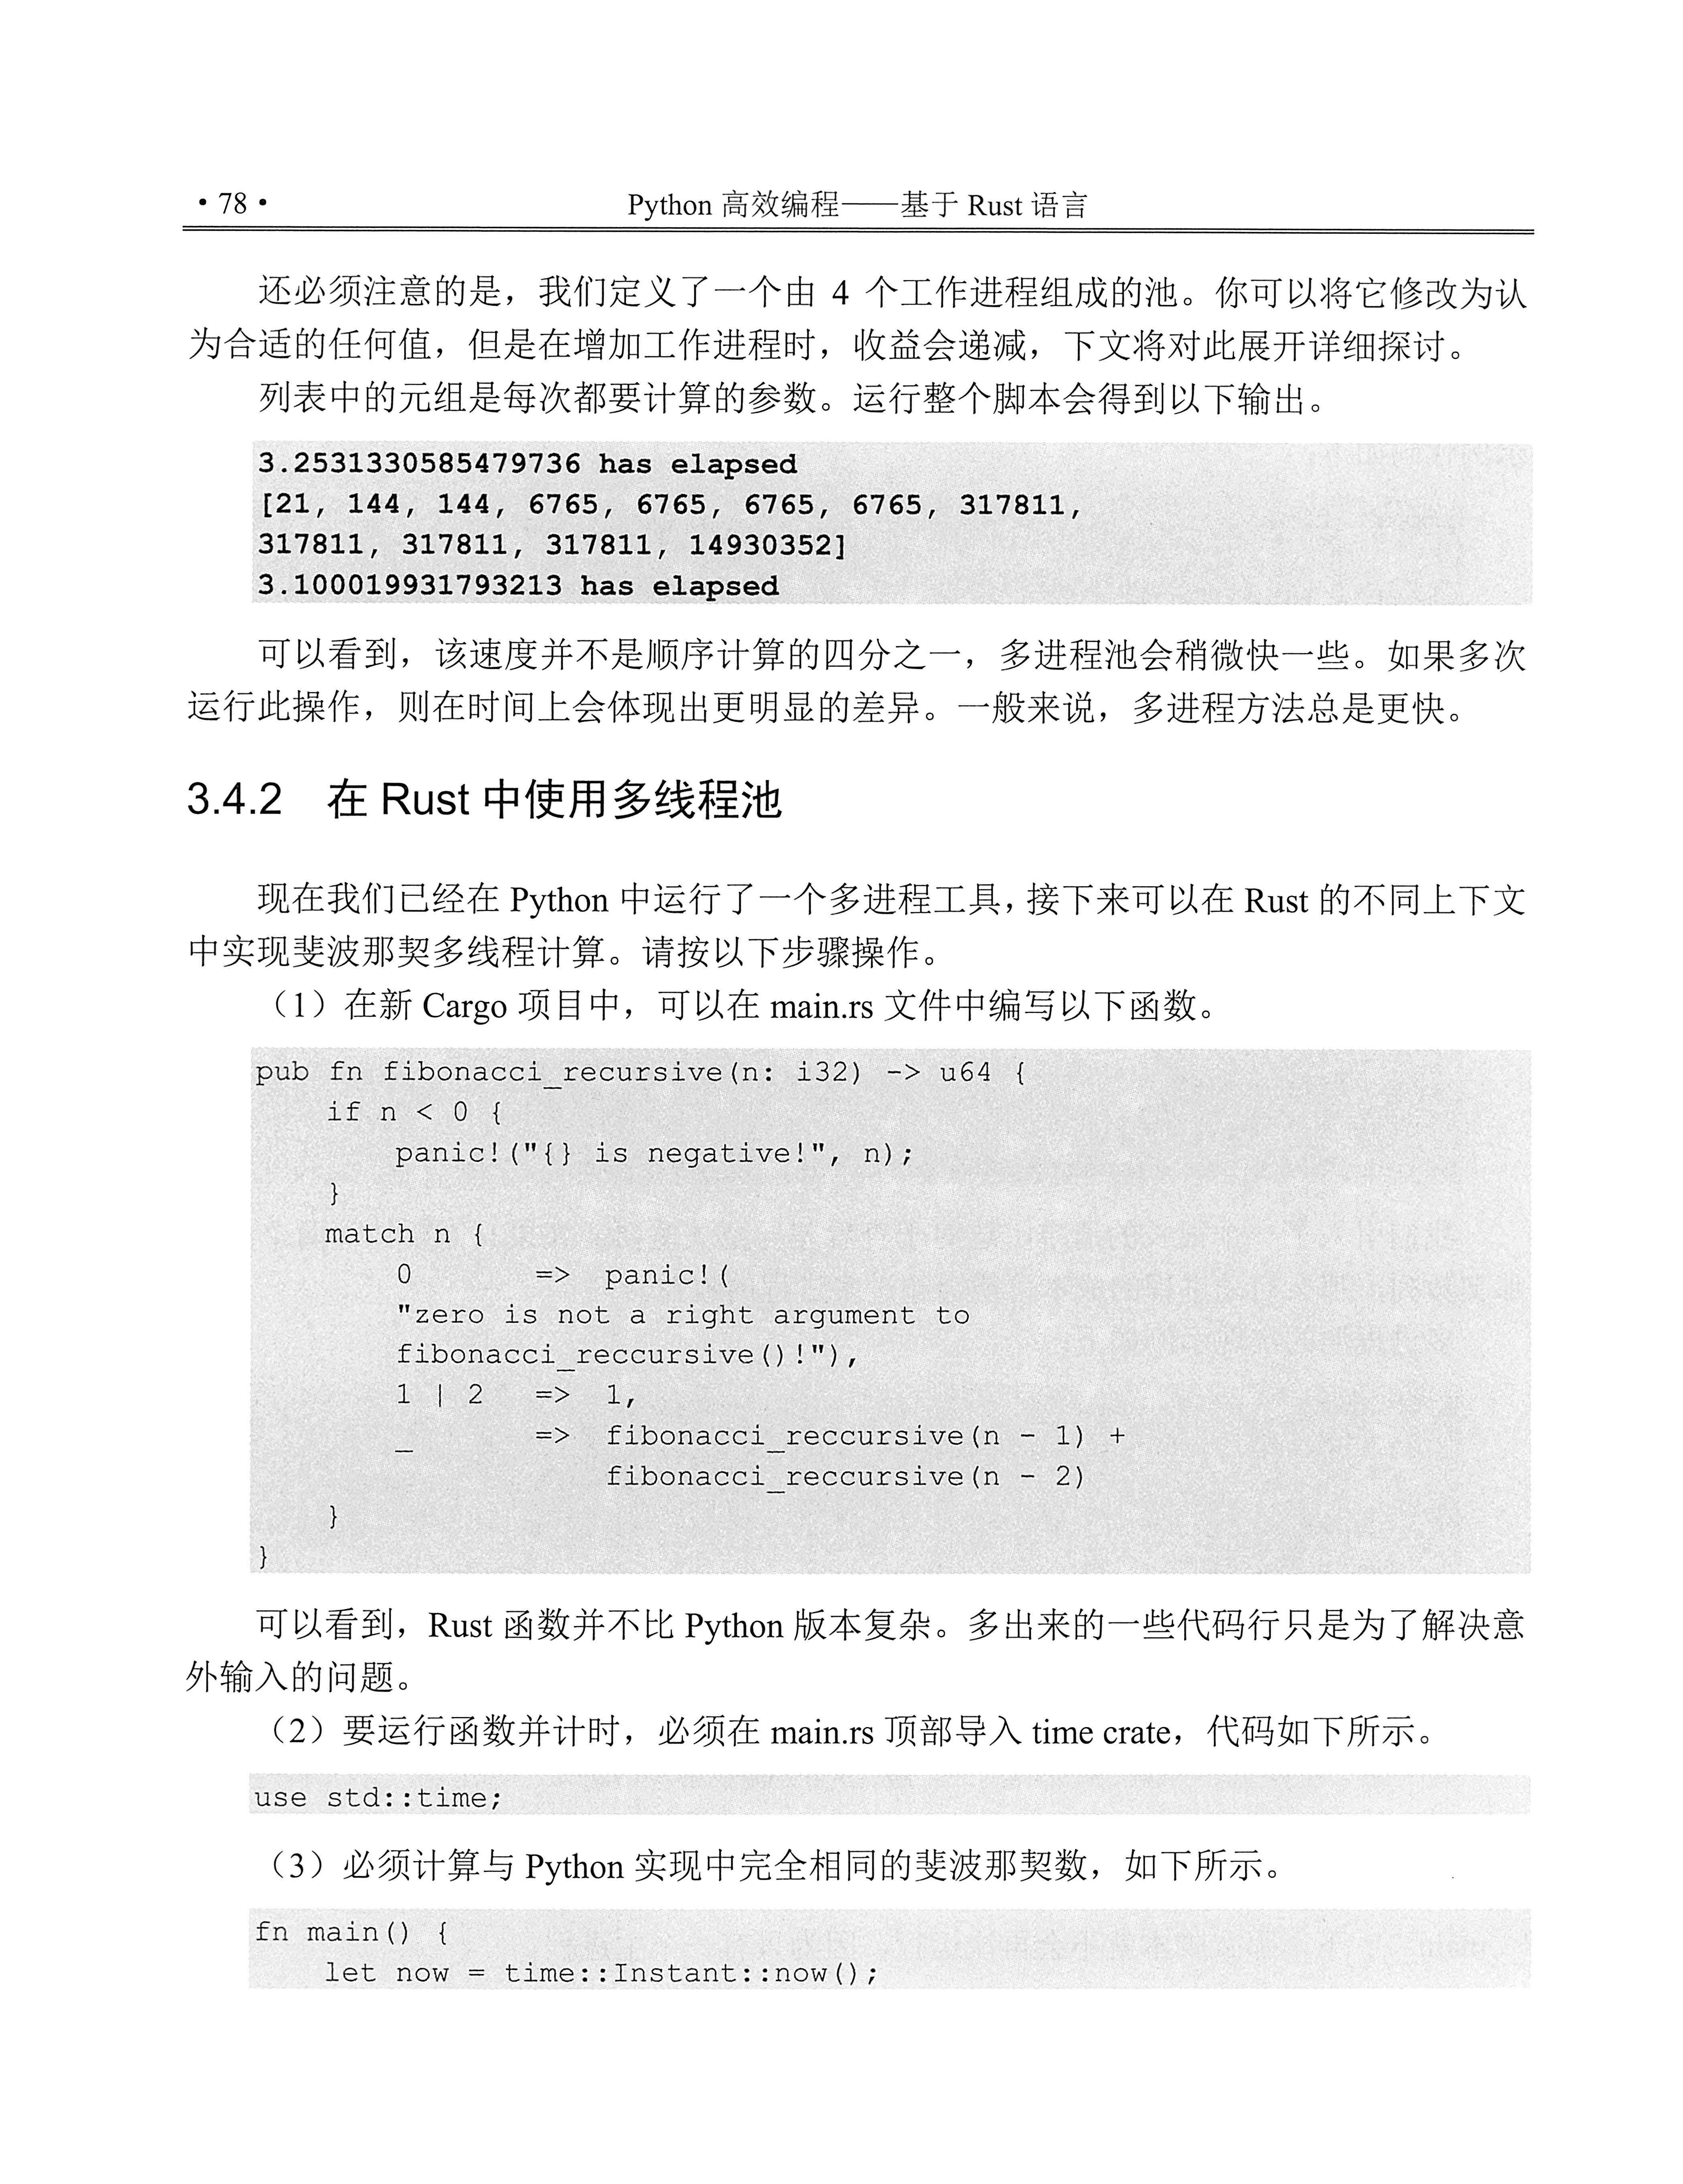 • 78 •
Python 高效编程——基于 Rust 语言
还必须注意的是，我们定义了一个由 4 个工作进程组成的池。你可以将它修改为认
为合适的任何值，但是在增加工作进程时，收益会递减，下文将对此展开详细探讨。
列表中的元组是每次都要计算的参数。运行整个脚本会得到以下输出。
3.2531330585479736 has elapsed
[21, 144, 144, 6765, 6765, 6765, 6765, 317811,
317811, 317811, 317811, 14930352]
3.100019931793213 has elapsed
可以看到，该速度并不是顺序计算的四分之一，多进程池会稍微快一些。如果多次
运行此操作，则在时间上会体现出更明显的差异。一般来说，多进程方法总是更快。
3.4.2 在 Rust 中使用多线程池
现在我们已经在 Python 中运行了一个多进程工具，接下来可以在 Rust 的不同上下文
中实现斐波那契多线程计算。请按以下步骤操作。
（1）在新 Cargo 项目中，可以在 main.rs 文件中编写以下函数。
pub fn fibonacci_recursive(n: i32) -> u64 {
    if n < 0 {
        panic!("{} is negative!", n);
    }
    match n {
        0       =>  panic!(
        "zero is not a right argument to
        fibonacci_reccursive()!"),
        1 | 2   =>  1,
        _       =>  fibonacci_reccursive(n - 1) +
                    fibonacci_reccursive(n - 2)
    }
}
可以看到，Rust 函数并不比 Python 版本复杂。多出来的一些代码行只是为了解决意
外输入的问题。
（2）要运行函数并计时，必须在 main.rs 顶部导入 time crate，代码如下所示。
use std::time;
（3）必须计算与 Python 实现中完全相同的斐波那契数，如下所示。
fn main() {
    let now = time::Instant::now();